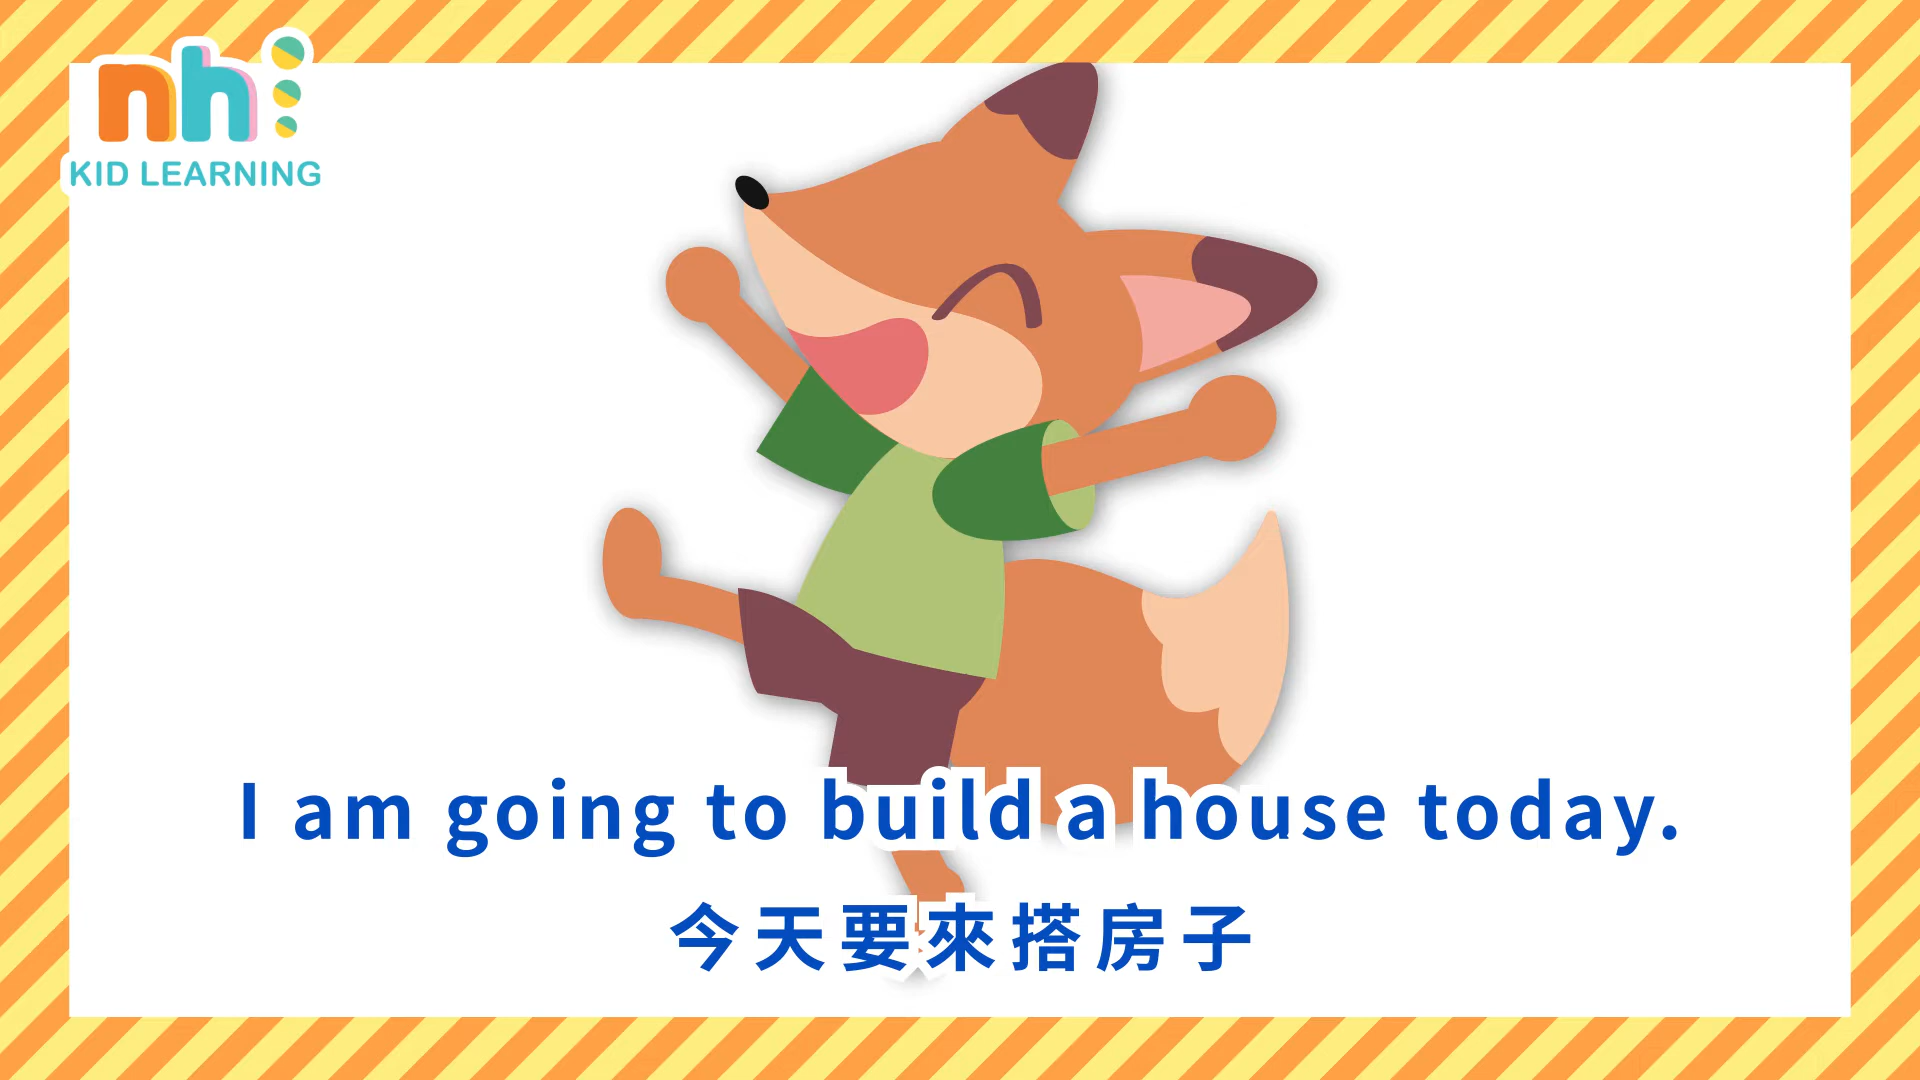 nh
KID LEARNING
I am going to build a house today.
今天要來搭房子